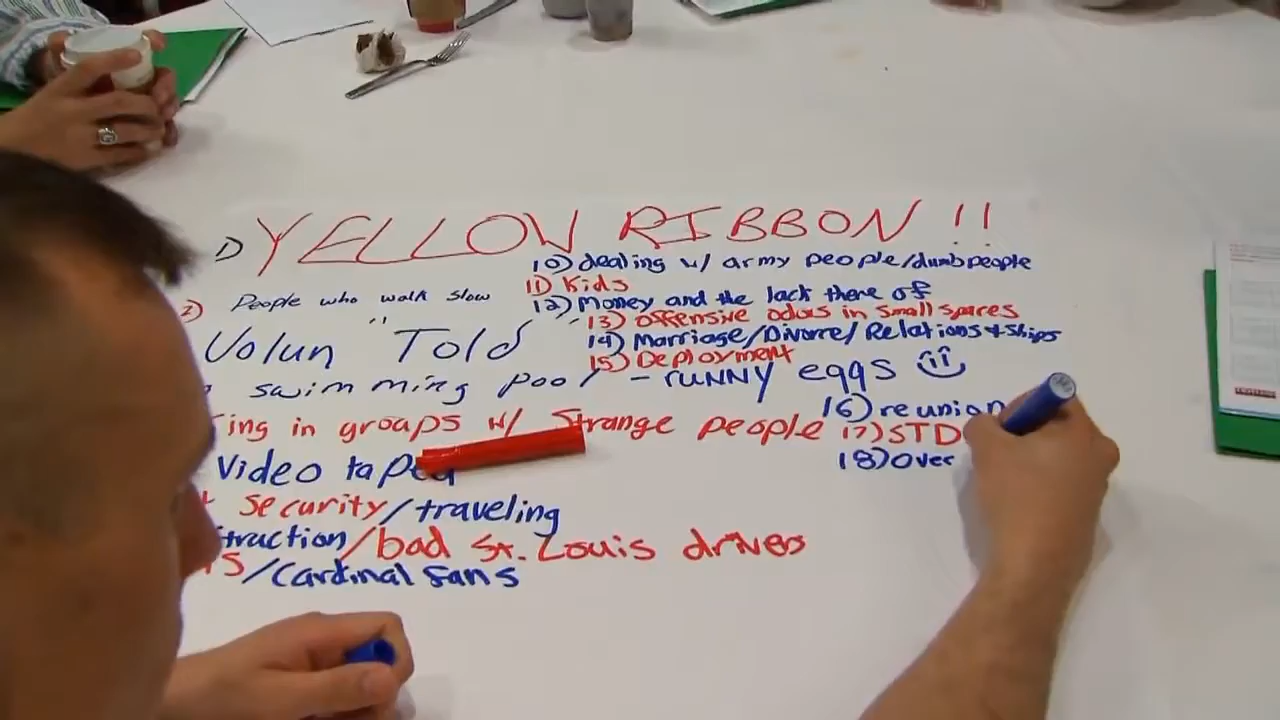 D YELLOW RIBBON !!
10) dealing w/ army people/dumb people
11) Kids
2) People who walk slow
12) Money and the lack there of
13) offensive odors in small spaces
Volun "Told"
14) Marriage/Divorce/Relations+ships
15) Deployment
swimming pool - runny eggs
16) reunion
ing in groups w/ Strange people
17) STD
Video taped
18) Over
security/traveling
truction/bad St. Louis drivers
s/Cardinal fans